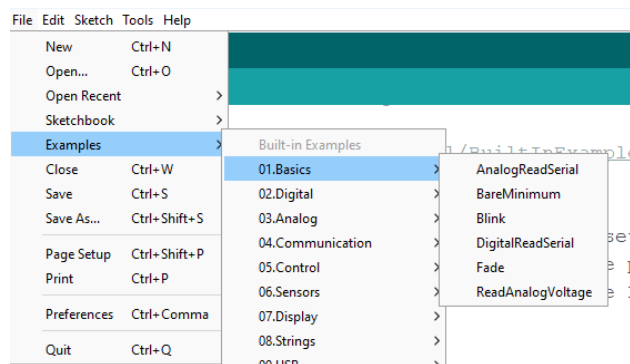 File Edit Sketch Tools Help
New Ctrl+N
Open... Ctrl+O
Open Recent >
Sketchbook >
Examples >
Close Ctrl+W
Save Ctrl+S
Save As... Ctrl+Shift+S
Page Setup Ctrl+Shift+P
Print Ctrl+P
Preferences Ctrl+Comma
Quit Ctrl+Q
Built-in Examples
01.Basics >
02.Digital >
03.Analog >
04.Communication >
05.Control >
06.Sensors >
07.Display >
08.Strings >
AnalogReadSerial
BareMinimum
Blink
DigitalReadSerial
Fade
ReadAnalogVoltage